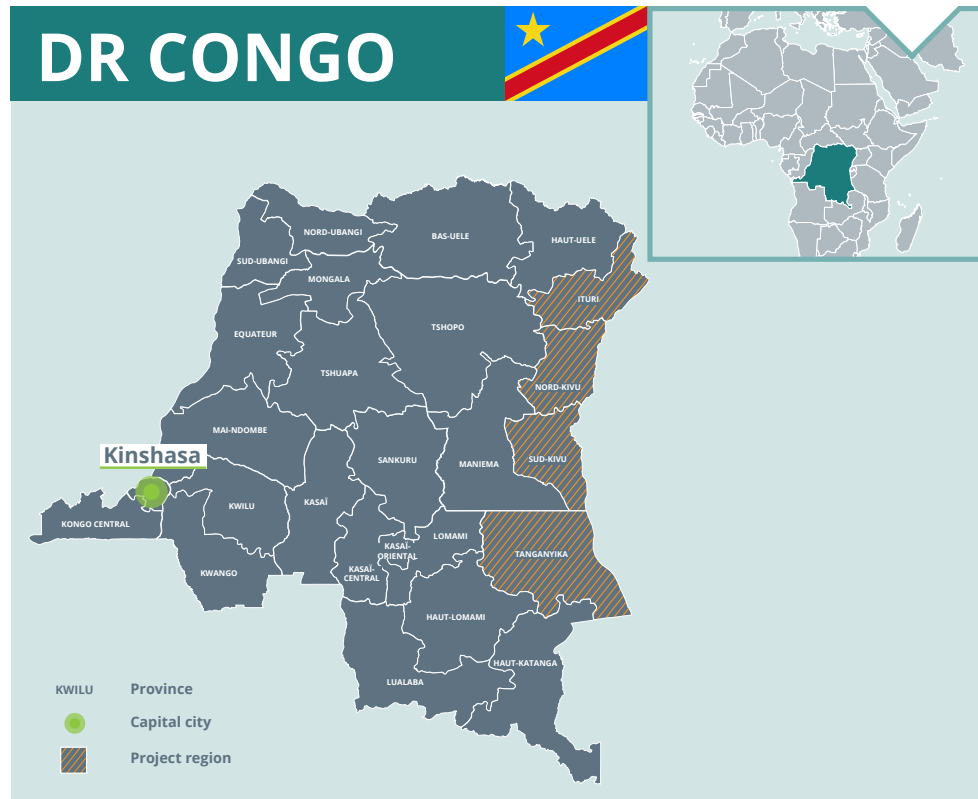 DR CONGO
NORD-UBANGI
BAS-UELE
HAUT-UELE
SUD-UBANGI
MONGALA
ITURI
EQUATEUR
TSHOPO
TSHUAPA
NORD-KIVU
MAI-NDOMBE
Kinshasa
SANKURU
MANIEMA
SUD-KIVU
KASAÏ
KWILU
KONGO CENTRAL
LOMAMI
KASAÏ-
ORIENTAL
TANGANYIKA
KWANGO
KASAÏ-
CENTRAL
HAUT-LOMAMI
HAUT-KATANGA
LUALABA
KWILU Province
Capital city
Project region